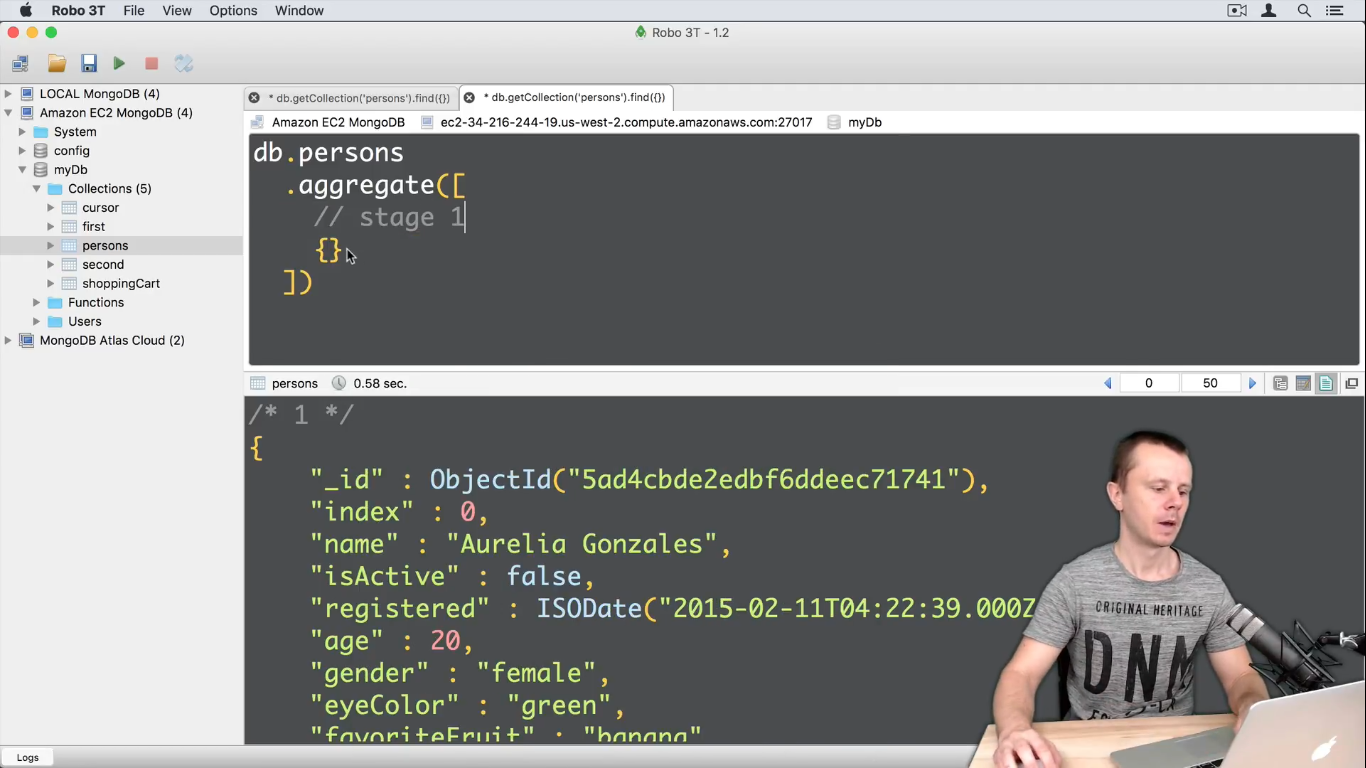 Robo 3T File View Options Window
Robo 3T - 1.2
LOCAL MongoDB (4)
Amazon EC2 MongoDB (4)
System
config
myDb
Collections (5)
cursor
first
persons
second
shoppingCart
Functions
Users
MongoDB Atlas Cloud (2)
* db.getCollection('persons').find({}) * db.getCollection('persons').find({})
Amazon EC2 MongoDB ec2-34-216-244-19.us-west-2.compute.amazonaws.com:27017 myDb
db.persons
.aggregate([
// stage 1
{}
])
persons 0.58 sec. 0 50
/* 1 */
{
"_id" : ObjectId("5ad4cbde2edbf6ddeec71741"),
"index" : 0,
"name" : "Aurelia Gonzales",
"isActive" : false,
"registered" : ISODate("2015-02-11T04:22:39.000Z
"age" : 20,
"gender" : "female",
"eyeColor" : "green",
"favoriteFruit" : "banana"
ORIGINAL HERITAGE
DNM
Logs